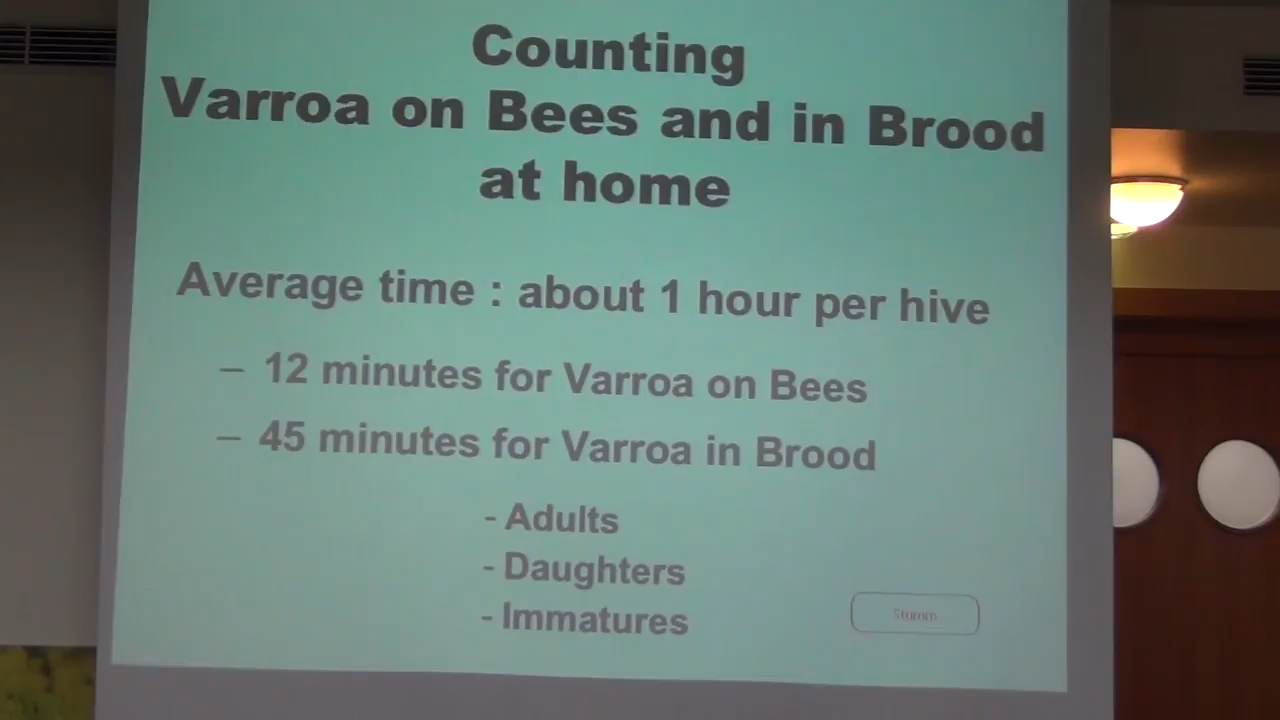 Counting
Varroa on Bees and in Brood
at home
Average time : about 1 hour per hive
– 12 minutes for Varroa on Bees
– 45 minutes for Varroa in Brood
- Adults
- Daughters
- Immatures
Stumm